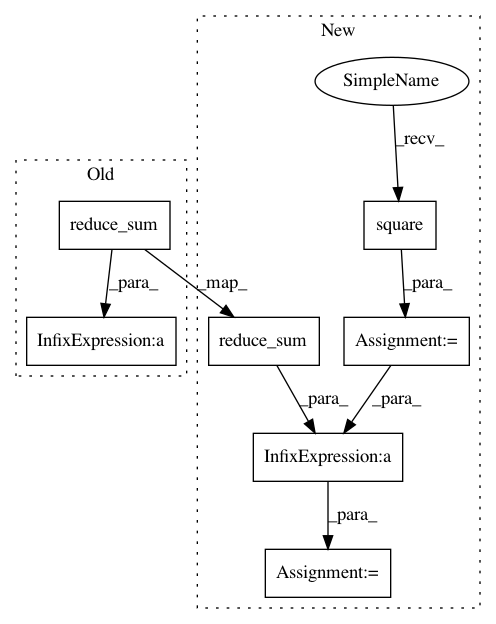 New
SimpleName
_recv_
Old
reduce_sum
square
_para_
_map_
_para_
InfixExpression:a
reduce_sum
Assignment:=
_para_
_para_
InfixExpression:a
_para_
Assignment:=